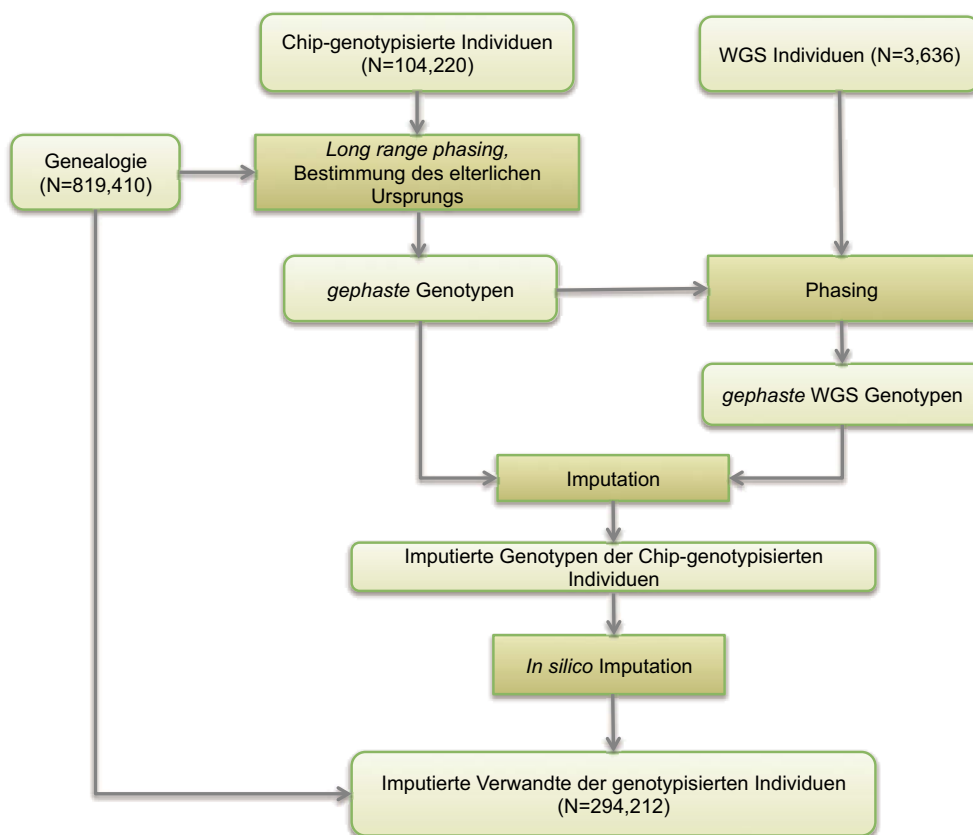 Chip-genotypisierte Individuen
(N=104,220)
WGS Individuen (N=3,636)
Genealogie
(N=819,410)
Long range phasing,
Bestimmung des elterlichen
Ursprungs
gephaste Genotypen
Phasing
gephaste WGS Genotypen
Imputation
Imputierte Genotypen der Chip-genotypisierten
Individuen
In silico Imputation
Imputierte Verwandte der genotypisierten Individuen
(N=294,212)